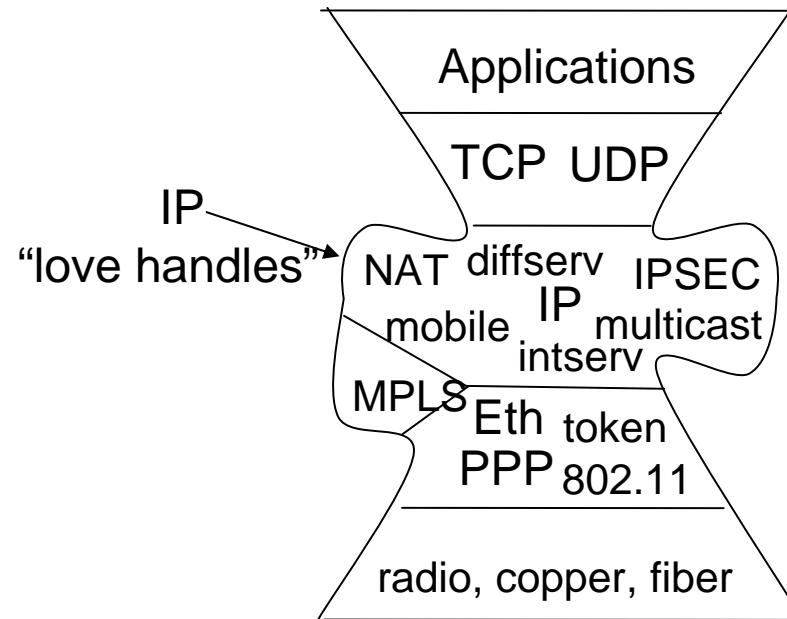 Applications
TCP UDP
IP
“love handles”
NAT diffserv IPSEC
mobile IP multicast
intserv
MPLS
Eth token
PPP 802.11
radio, copper, fiber